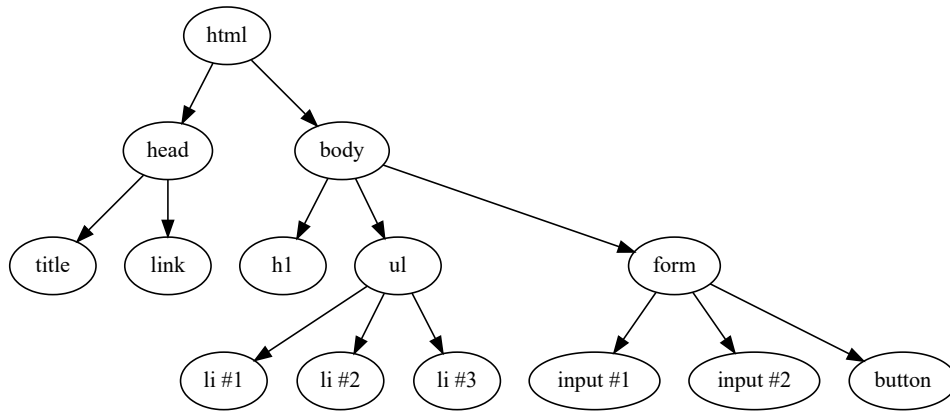 html
head
body
title
link
h1
ul
form
li #1
li #2
li #3
input #1
input #2
button